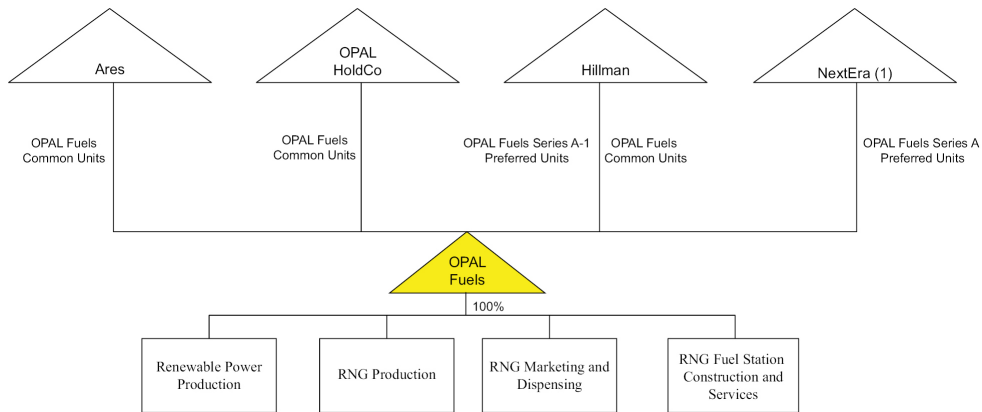 Ares
OPAL
HoldCo
Hillman
NextEra (1)
OPAL Fuels
Common Units
OPAL Fuels
Common Units
OPAL Fuels Series A-1
Preferred Units
OPAL Fuels
Common Units
OPAL Fuels Series A
Preferred Units
OPAL
Fuels
100%
Renewable Power
Production
RNG Production
RNG Marketing and
Dispensing
RNG Fuel Station
Construction and
Services